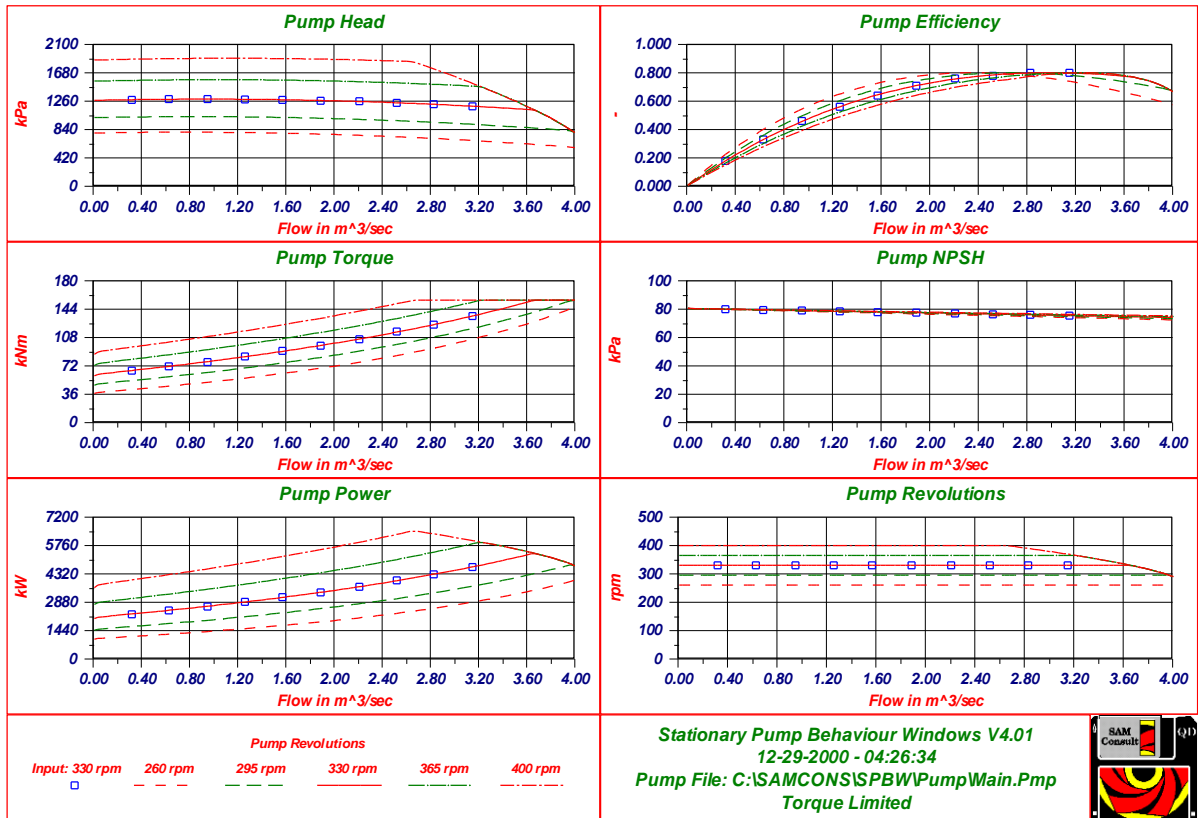 Pump Head
2100
1680
1260
840
420
0
kPa
0.00 0.40 0.80 1.20 1.60 2.00 2.40 2.80 3.20 3.60 4.00
Flow in m^3/sec
Pump Efficiency
1.000
0.800
0.600
0.400
0.200
0.000
-
0.00 0.40 0.80 1.20 1.60 2.00 2.40 2.80 3.20 3.60 4.00
Flow in m^3/sec
Pump Torque
180
144
108
72
36
0
kNm
0.00 0.40 0.80 1.20 1.60 2.00 2.40 2.80 3.20 3.60 4.00
Flow in m^3/sec
Pump NPSH
100
80
60
40
20
0
kPa
0.00 0.40 0.80 1.20 1.60 2.00 2.40 2.80 3.20 3.60 4.00
Flow in m^3/sec
Pump Power
7200
5760
4320
2880
1440
0
kW
0.00 0.40 0.80 1.20 1.60 2.00 2.40 2.80 3.20 3.60 4.00
Flow in m^3/sec
Pump Revolutions
500
400
300
200
100
0
rpm
0.00 0.40 0.80 1.20 1.60 2.00 2.40 2.80 3.20 3.60 4.00
Flow in m^3/sec
Pump Revolutions
Input: 330 rpm 260 rpm 295 rpm 330 rpm 365 rpm 400 rpm
Stationary Pump Behaviour Windows V4.01
12-29-2000 - 04:26:34
Pump File: C:\SAMCONS\SPBW\Pump\Main.Pmp
Torque Limited
SAM
Consult
QD